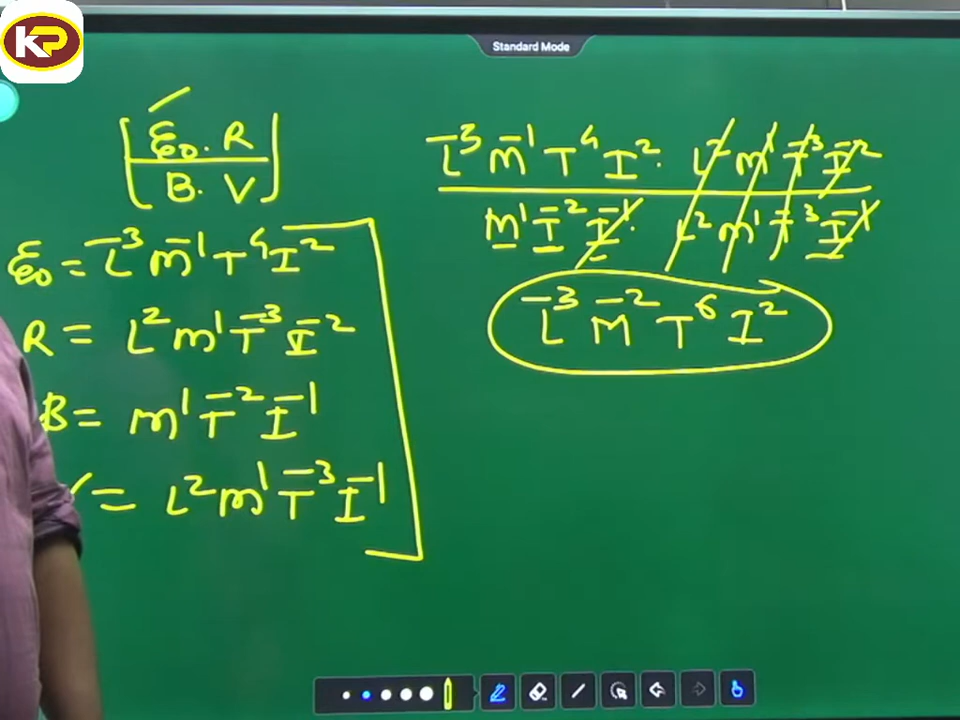 KP
Standard Mode
[ε₀ . R / B . V]
ε₀ = L⁻³ M⁻¹ T⁴ I²
R = L² M¹ T⁻³ I⁻²
B = M¹ T⁻² I⁻¹
= L² M¹ T⁻³ I⁻¹
L⁻³ M⁻¹ T⁴ I² . L² M¹ T⁻³ I⁻²
M¹ T⁻² I⁻¹ . L² M¹ T⁻³ I⁻¹
L⁻³ M⁻² T⁶ I²